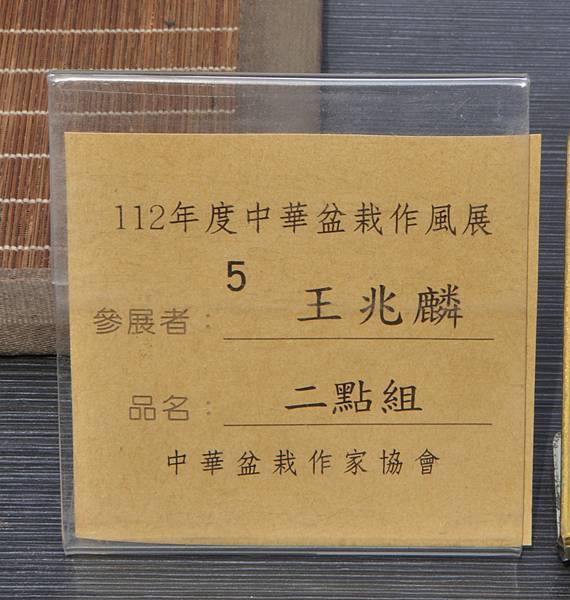 112年度中華盆栽作風展
5
參展者：王兆麟
品名：二點組
中華盆栽作家協會